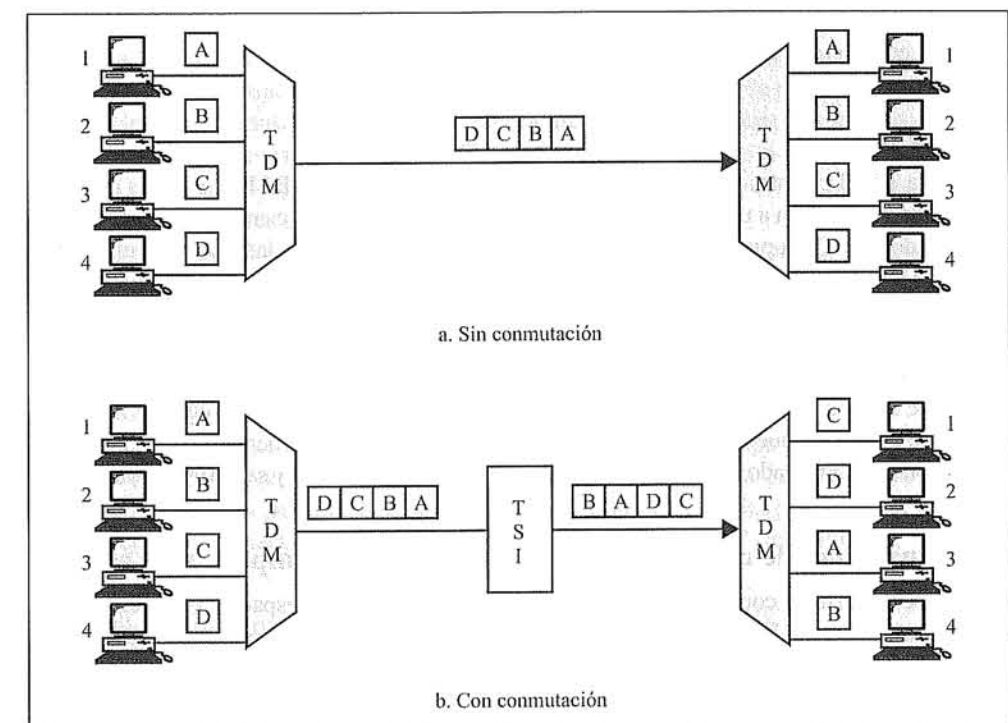 1 A A 1
2 B B 2
T D M D C B A T D M
3 C C 3
4 D D 4
a. Sin conmutación
1 A C 1
2 B D 2
T D M D C B A T S I B A D C T D M
3 C A 3
4 D B 4
b. Con conmutación